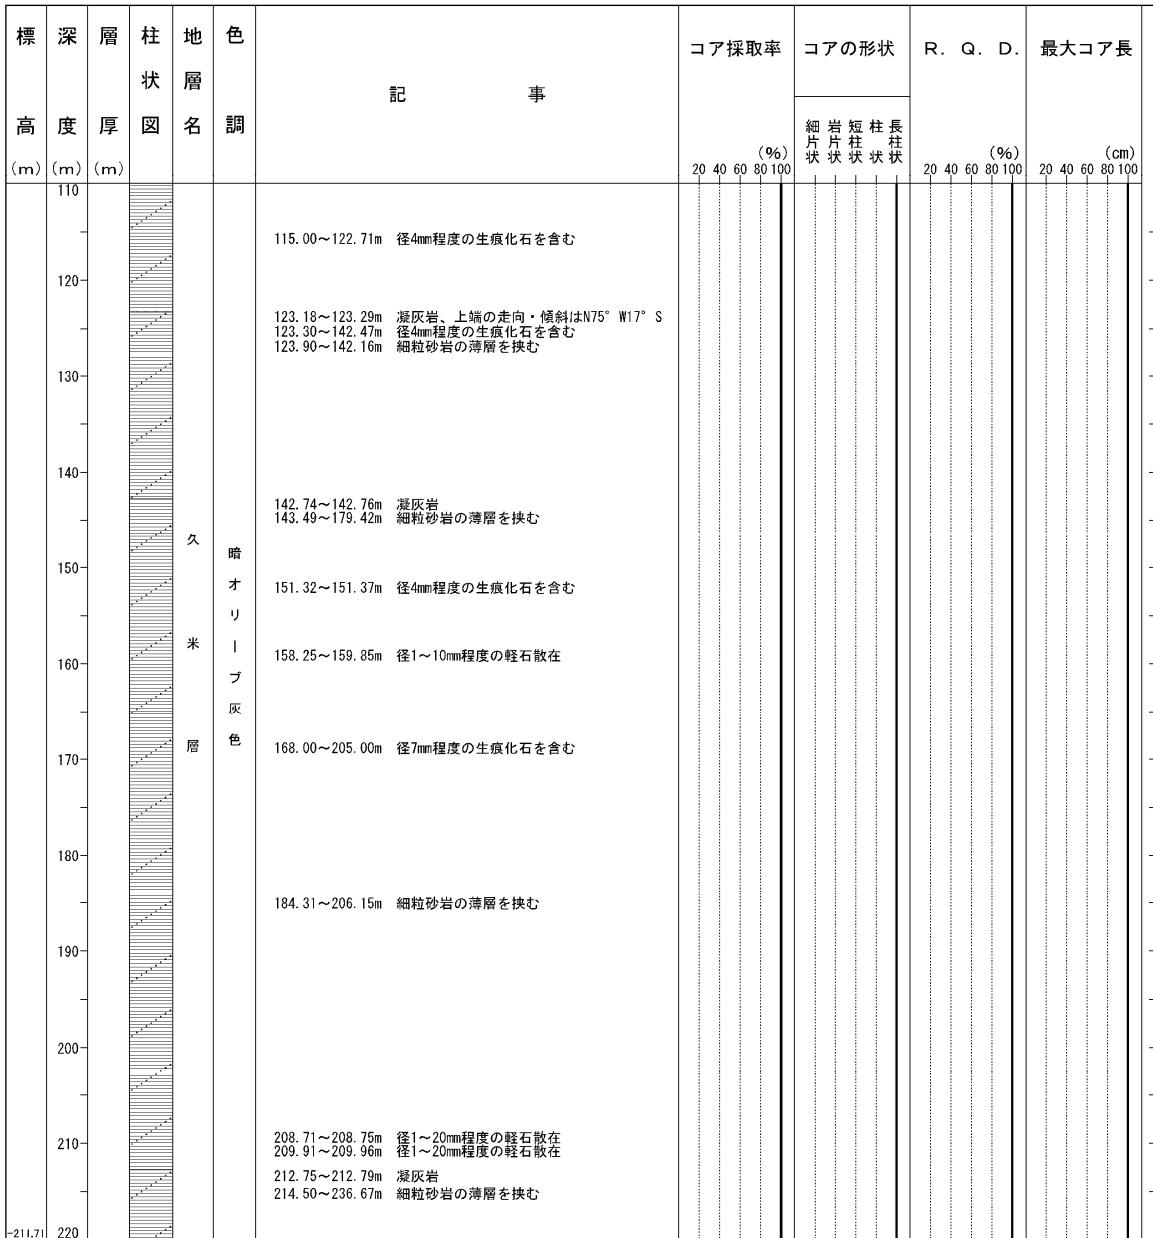 標高
(m)
深度
(m)
層厚
(m)
柱状図
地層名
色調
記 事
コア採取率
(%)
20 40 60 80 100
コアの形状
細片状
岩片状
短柱状
柱状
長柱状
R. Q. D.
(%)
20 40 60 80 100
最大コア長
(cm)
20 40 60 80 100
110
115.00～122.71m 径4mm程度の生痕化石を含む
120
123.18～123.29m 凝灰岩、上端の走向・傾斜はN75°W17°S
123.30～142.47m 径4mm程度の生痕化石を含む
123.90～142.16m 細粒砂岩の薄層を挟む
130
140
142.74～142.76m 凝灰岩
143.49～179.42m 細粒砂岩の薄層を挟む
久米層
暗オリーブ灰色
150
151.32～151.37m 径4mm程度の生痕化石を含む
158.25～159.85m 径1～10mm程度の軽石散在
160
168.00～205.00m 径7mm程度の生痕化石を含む
170
180
184.31～206.15m 細粒砂岩の薄層を挟む
190
200
208.71～208.75m 径1～20mm程度の軽石散在
210
209.91～209.96m 径1～20mm程度の軽石散在
212.75～212.79m 凝灰岩
214.50～236.67m 細粒砂岩の薄層を挟む
-211.71
220